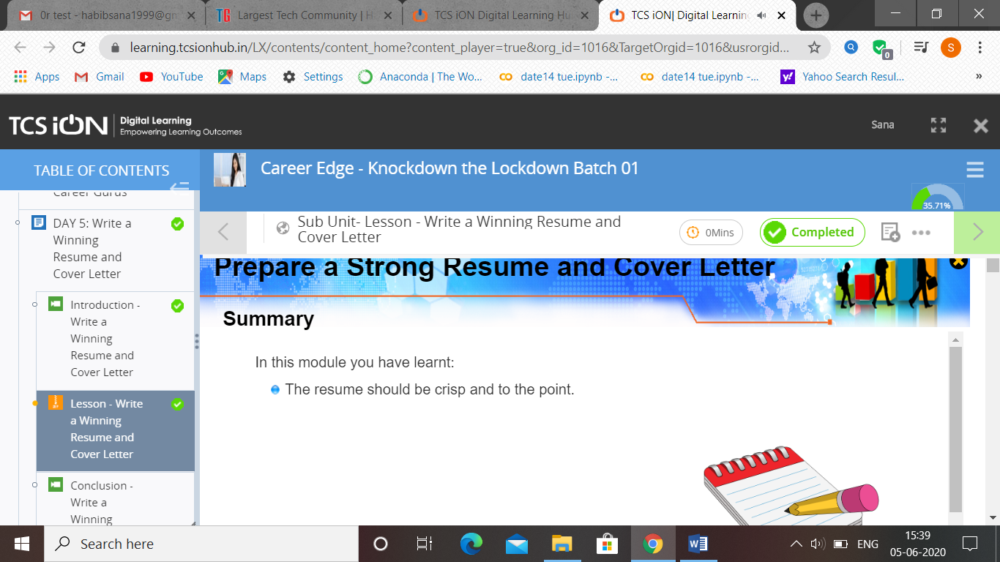 0r test - habibsana1999@gm
Largest Tech Community | H
TCS iON Digital Learning Hu
TCS iON| Digital Learnin
learning.tcsionhub.in/LX/contents/content_home?content_player=true&org_id=1016&TargetOrgid=1016&usrorgid...
0
S
Apps
Gmail
YouTube
Maps
Settings
Anaconda | The Wo...
date14 tue.ipynb -...
date14 tue.ipynb -...
Yahoo Search Resul...
»
TCS iON
Digital Learning
Empowering Learning Outcomes
Sana
TABLE OF CONTENTS
Career Edge - Knockdown the Lockdown Batch 01
35.71%
Career Gurus
DAY 5: Write a
Winning
Resume and
Cover Letter
Introduction -
Write a
Winning
Resume and
Cover Letter
Lesson - Write
a Winning
Resume and
Cover Letter
Conclusion -
Write a
Winning
Sub Unit- Lesson - Write a Winning Resume and
Cover Letter
0Mins
Completed
Prepare a Strong Resume and Cover Letter
Summary
In this module you have learnt:
The resume should be crisp and to the point.
Search here
ENG
15:39
05-06-2020